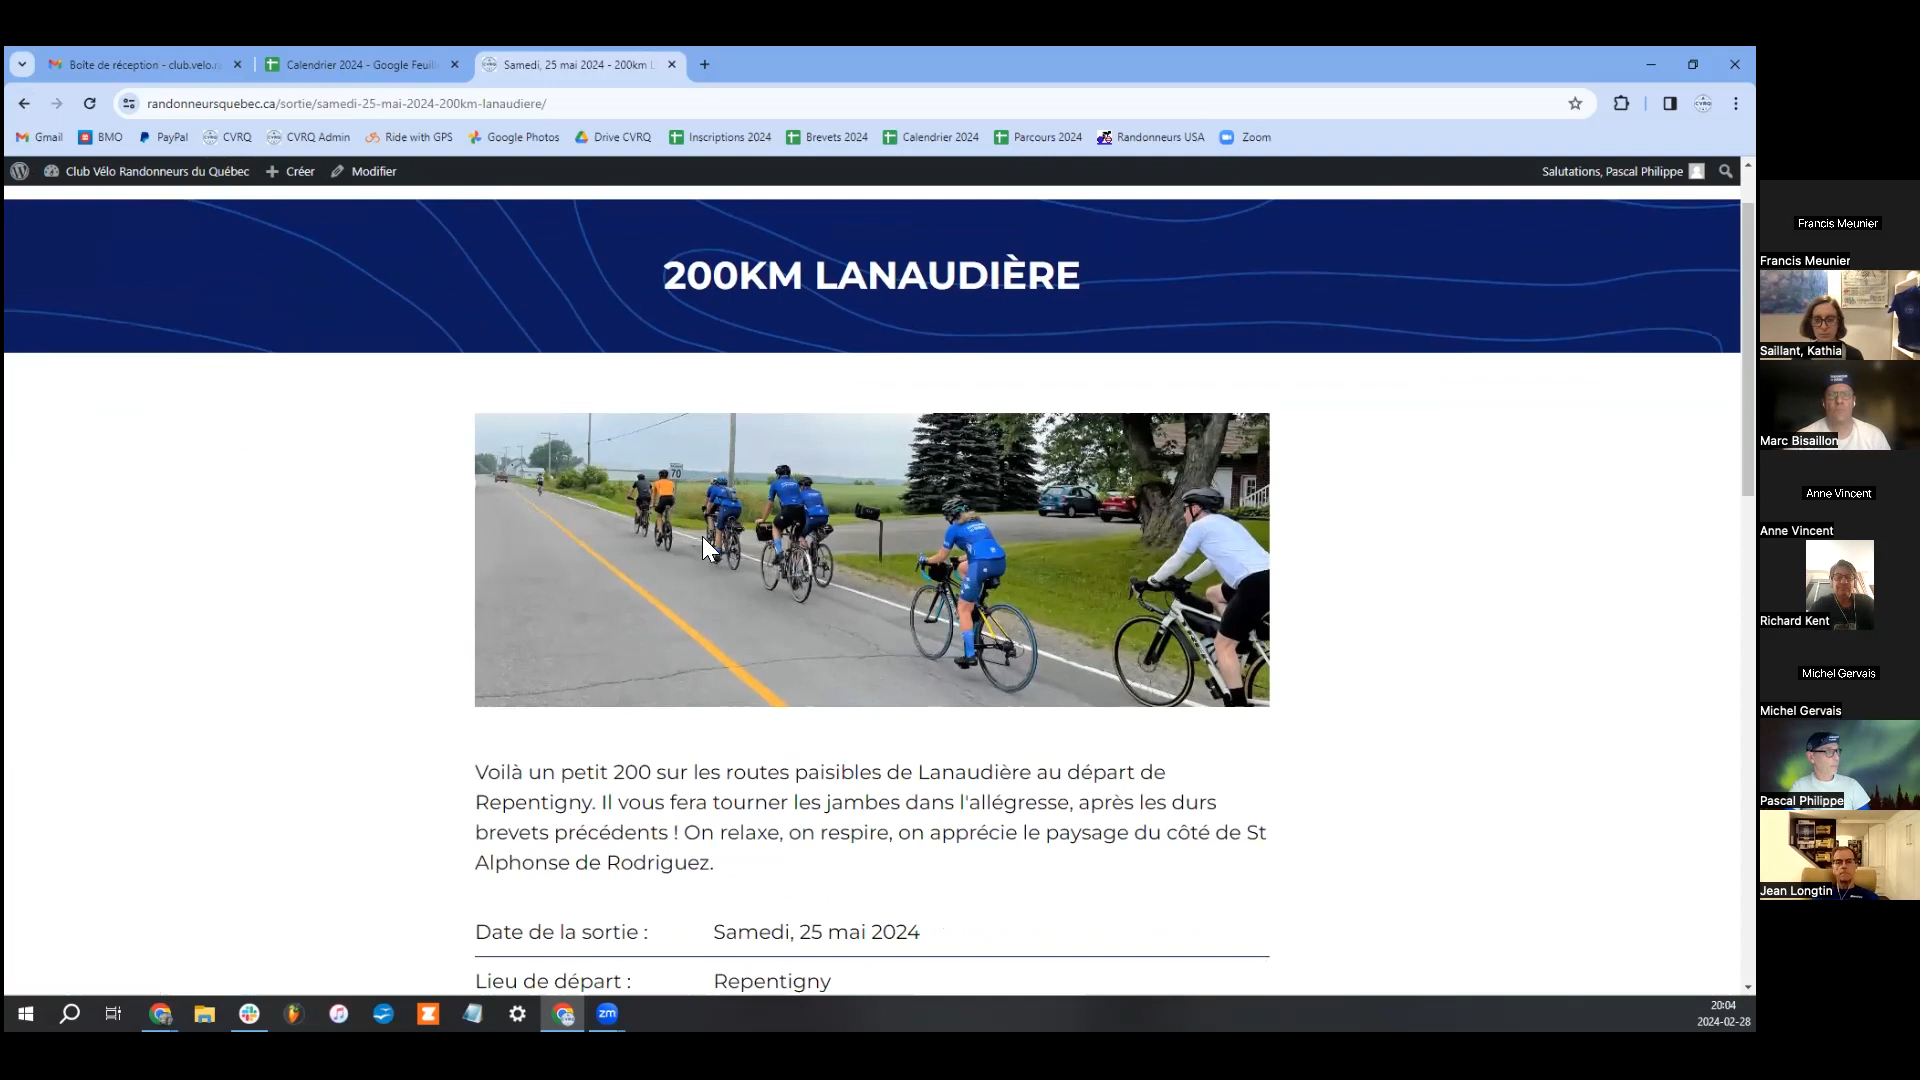 Boîte de réception - club.velo.r
Calendrier 2024 - Google Feuill
Samedi, 25 mai 2024 - 200km L
randonneursquebec.ca/sortie/samedi-25-mai-2024-200km-lanaudiere/
Gmail BMO PayPal CVRQ CVRQ Admin Ride with GPS Google Photos Drive CVRQ Inscriptions 2024 Brevets 2024 Calendrier 2024 Parcours 2024 Randonneurs USA Zoom
Club Vélo Randonneurs du Québec Créer Modifier
Salutations, Pascal Philippe
200KM LANAUDIÈRE
70
Voilà un petit 200 sur les routes paisibles de Lanaudière au départ de
Repentigny. Il vous fera tourner les jambes dans l'allégresse, après les durs
brevets précédents ! On relaxe, on respire, on apprécie le paysage du côté de St
Alphonse de Rodriguez.
Date de la sortie : Samedi, 25 mai 2024
Lieu de départ : Repentigny
zm
20:04
2024-02-28
Francis Meunier
Francis Meunier
Saillant, Kathia
Marc Bisaillon
Anne Vincent
Anne Vincent
Richard Kent
Michel Gervais
Michel Gervais
Pascal Philippe
Jean Longtin